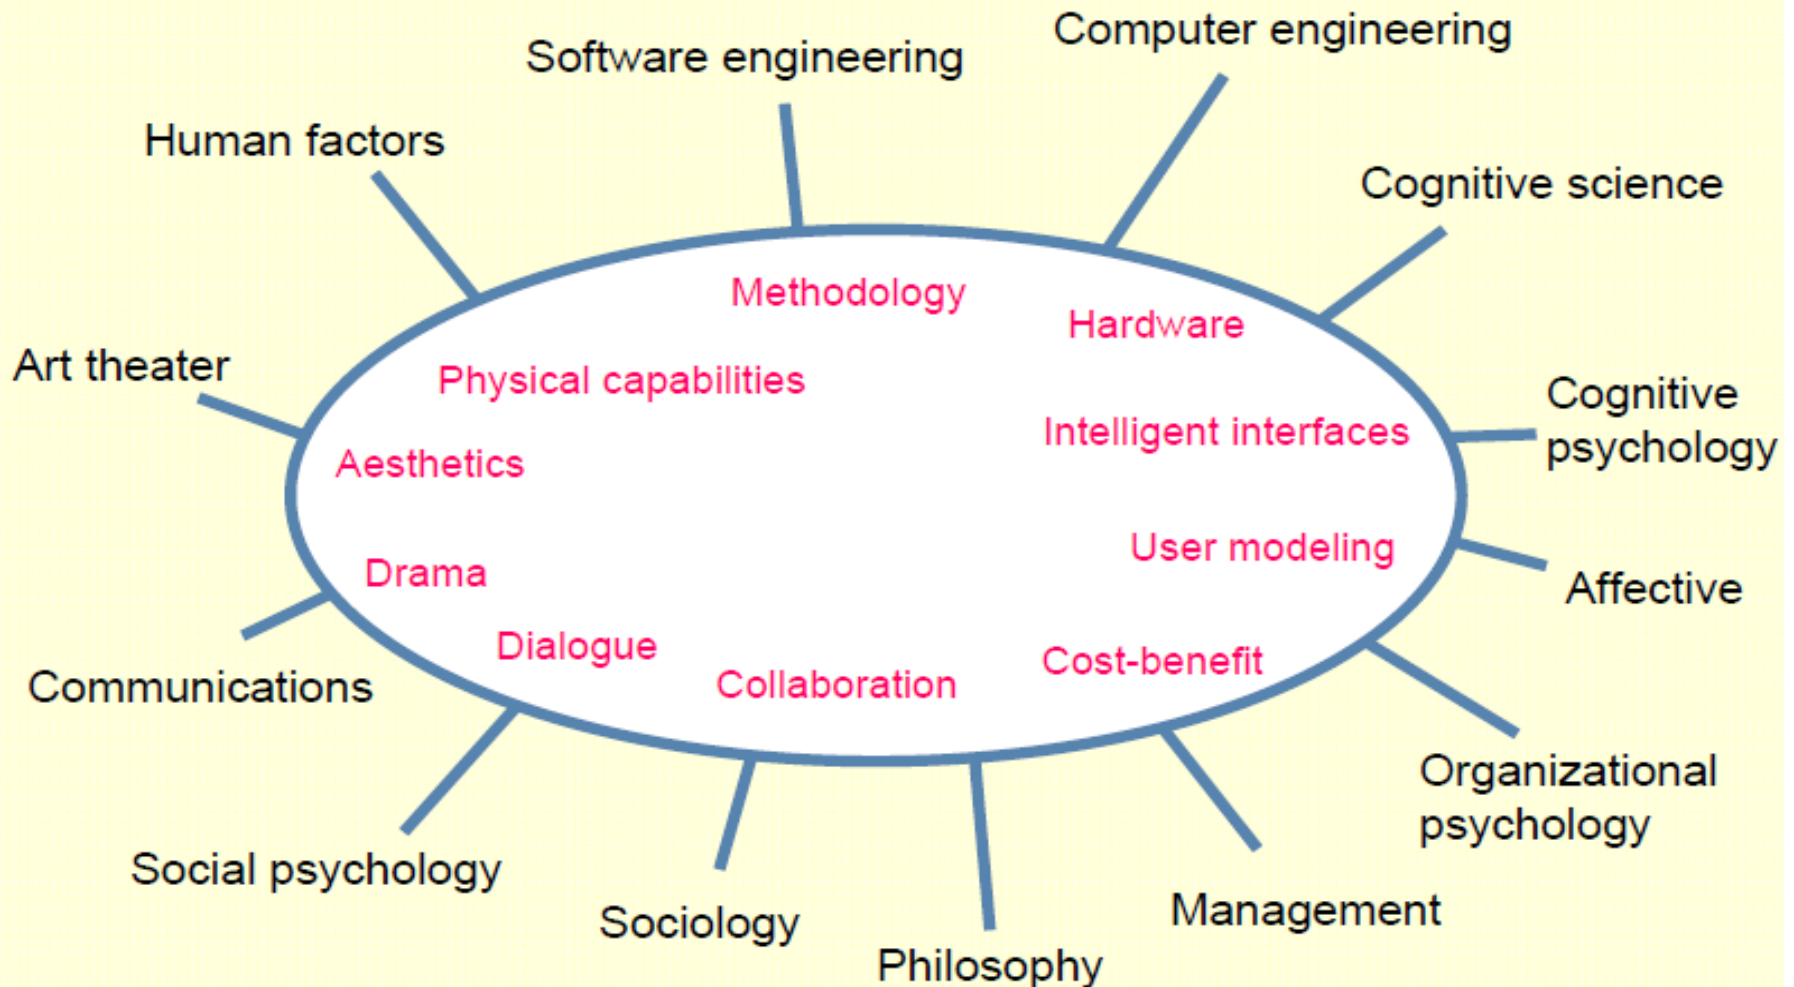 Computer engineering
Software engineering
Human factors
Cognitive science
Methodology
Hardware
Art theater
Physical capabilities
Cognitive
psychology
Intelligent interfaces
Aesthetics
User modeling
Drama
Affective
Dialogue
Cost-benefit
Collaboration
Communications
Organizational
psychology
Social psychology
Management
Sociology
Philosophy